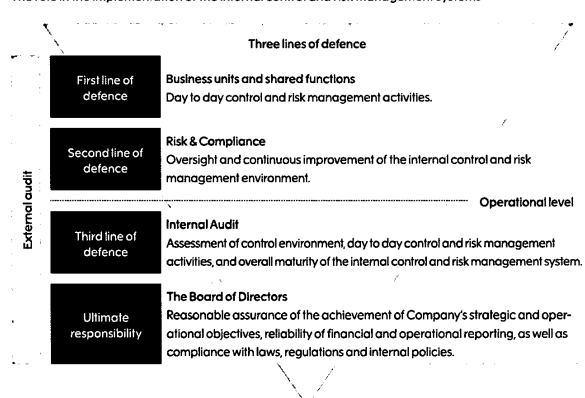 Three lines of defence
First line of
defence
Business units and shared functions
Day to day control and risk management activities.
Second line of
defence
Risk & Compliance
Oversight and continuous improvement of the internal control and risk
management environment.
Operational level
External audit
Third line of
defence
Internal Audit
Assessment of control environment, day to day control and risk management
activities, and overall maturity of the internal control and risk management system.
Ultimate
responsibility
The Board of Directors
Reasonable assurance of the achievement of Company's strategic and oper-
ational objectives, reliability of financial and operational reporting, as well as
compliance with laws, regulations and internal policies.